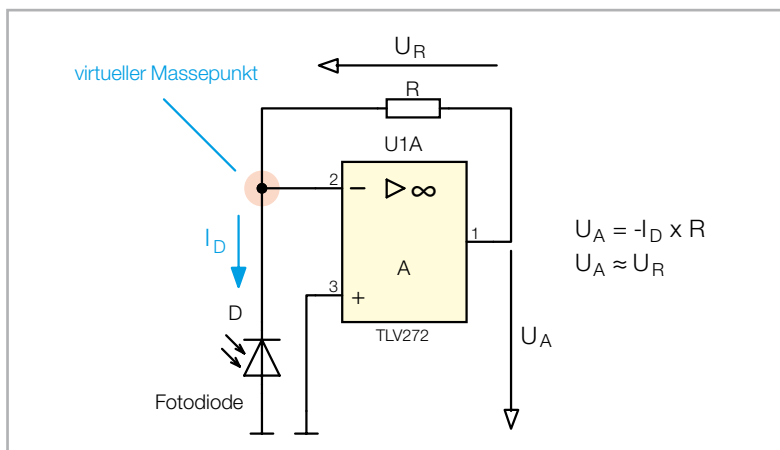 U_R
virtueller Massepunkt
R
U1A
2
− ▷ ∞
I_D
1
U_A = -I_D x R
U_A ≈ U_R
A
3
+
D
TLV272
U_A
Fotodiode